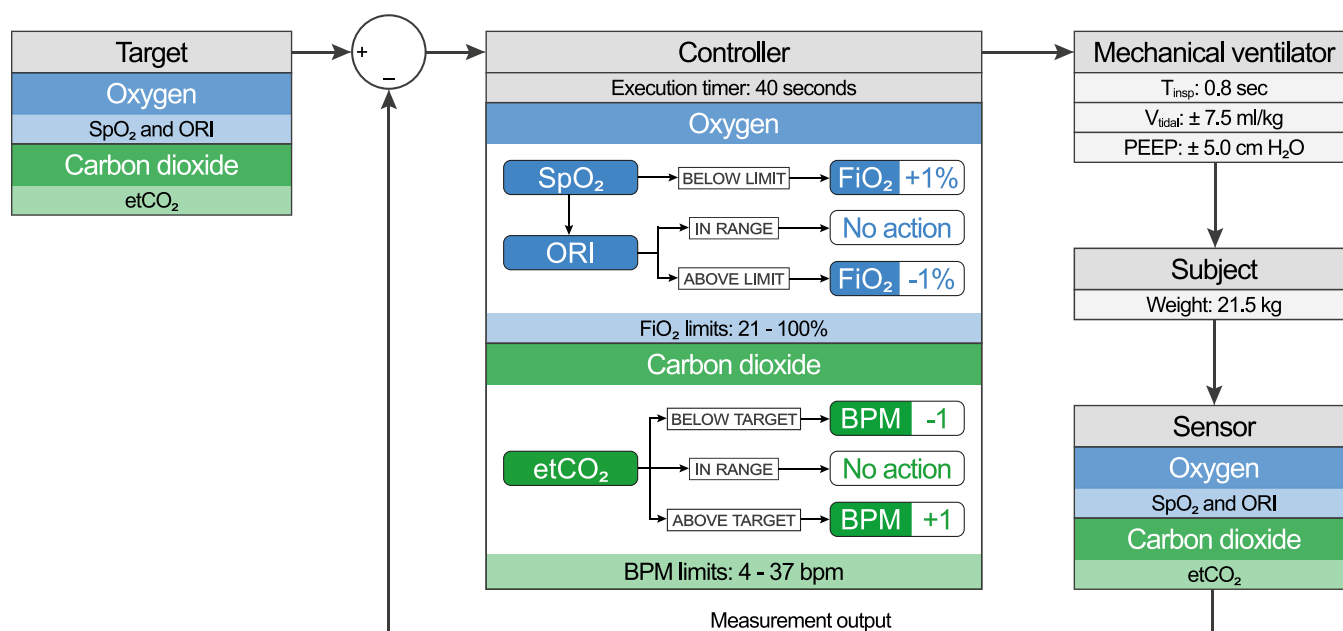 Target
Oxygen
SpO₂ and ORI
Carbon dioxide
etCO₂
+
−
Controller
Execution timer: 40 seconds
Oxygen
SpO₂
BELOW LIMIT
FiO₂ +1%
ORI
IN RANGE
No action
ABOVE LIMIT
FiO₂ -1%
FiO₂ limits: 21 - 100%
Carbon dioxide
etCO₂
BELOW TARGET
BPM -1
IN RANGE
No action
ABOVE TARGET
BPM +1
BPM limits: 4 - 37 bpm
Mechanical ventilator
Tinsp: 0.8 sec
Vtidal: ± 7.5 ml/kg
PEEP: ± 5.0 cm H₂O
Subject
Weight: 21.5 kg
Sensor
Oxygen
SpO₂ and ORI
Carbon dioxide
etCO₂
Measurement output